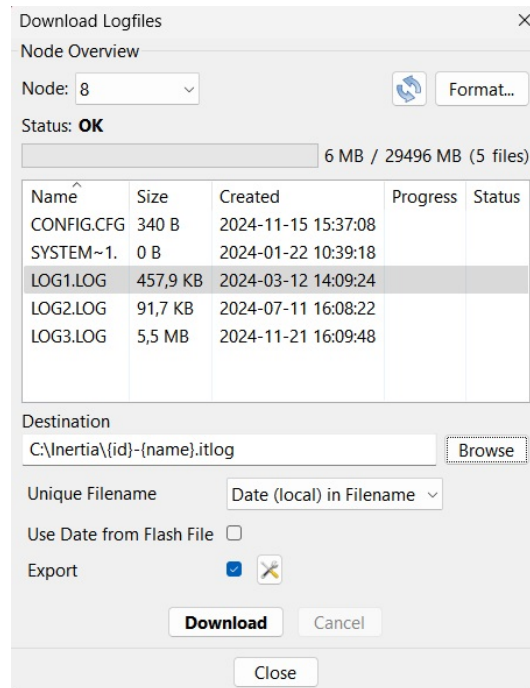 Download Logfiles
Node Overview
Node: 8 Format...
Status: OK
6 MB / 29496 MB (5 files)
Name Size Created Progress Status
CONFIG.CFG 340 B 2024-11-15 15:37:08
SYSTEM~1. 0 B 2024-01-22 10:39:18
LOG1.LOG 457,9 KB 2024-03-12 14:09:24
LOG2.LOG 91,7 KB 2024-07-11 16:08:22
LOG3.LOG 5,5 MB 2024-11-21 16:09:48
Destination
C:\Inertia\{id}-{name}.itlog Browse
Unique Filename Date (local) in Filename
Use Date from Flash File
Export
Download Cancel
Close